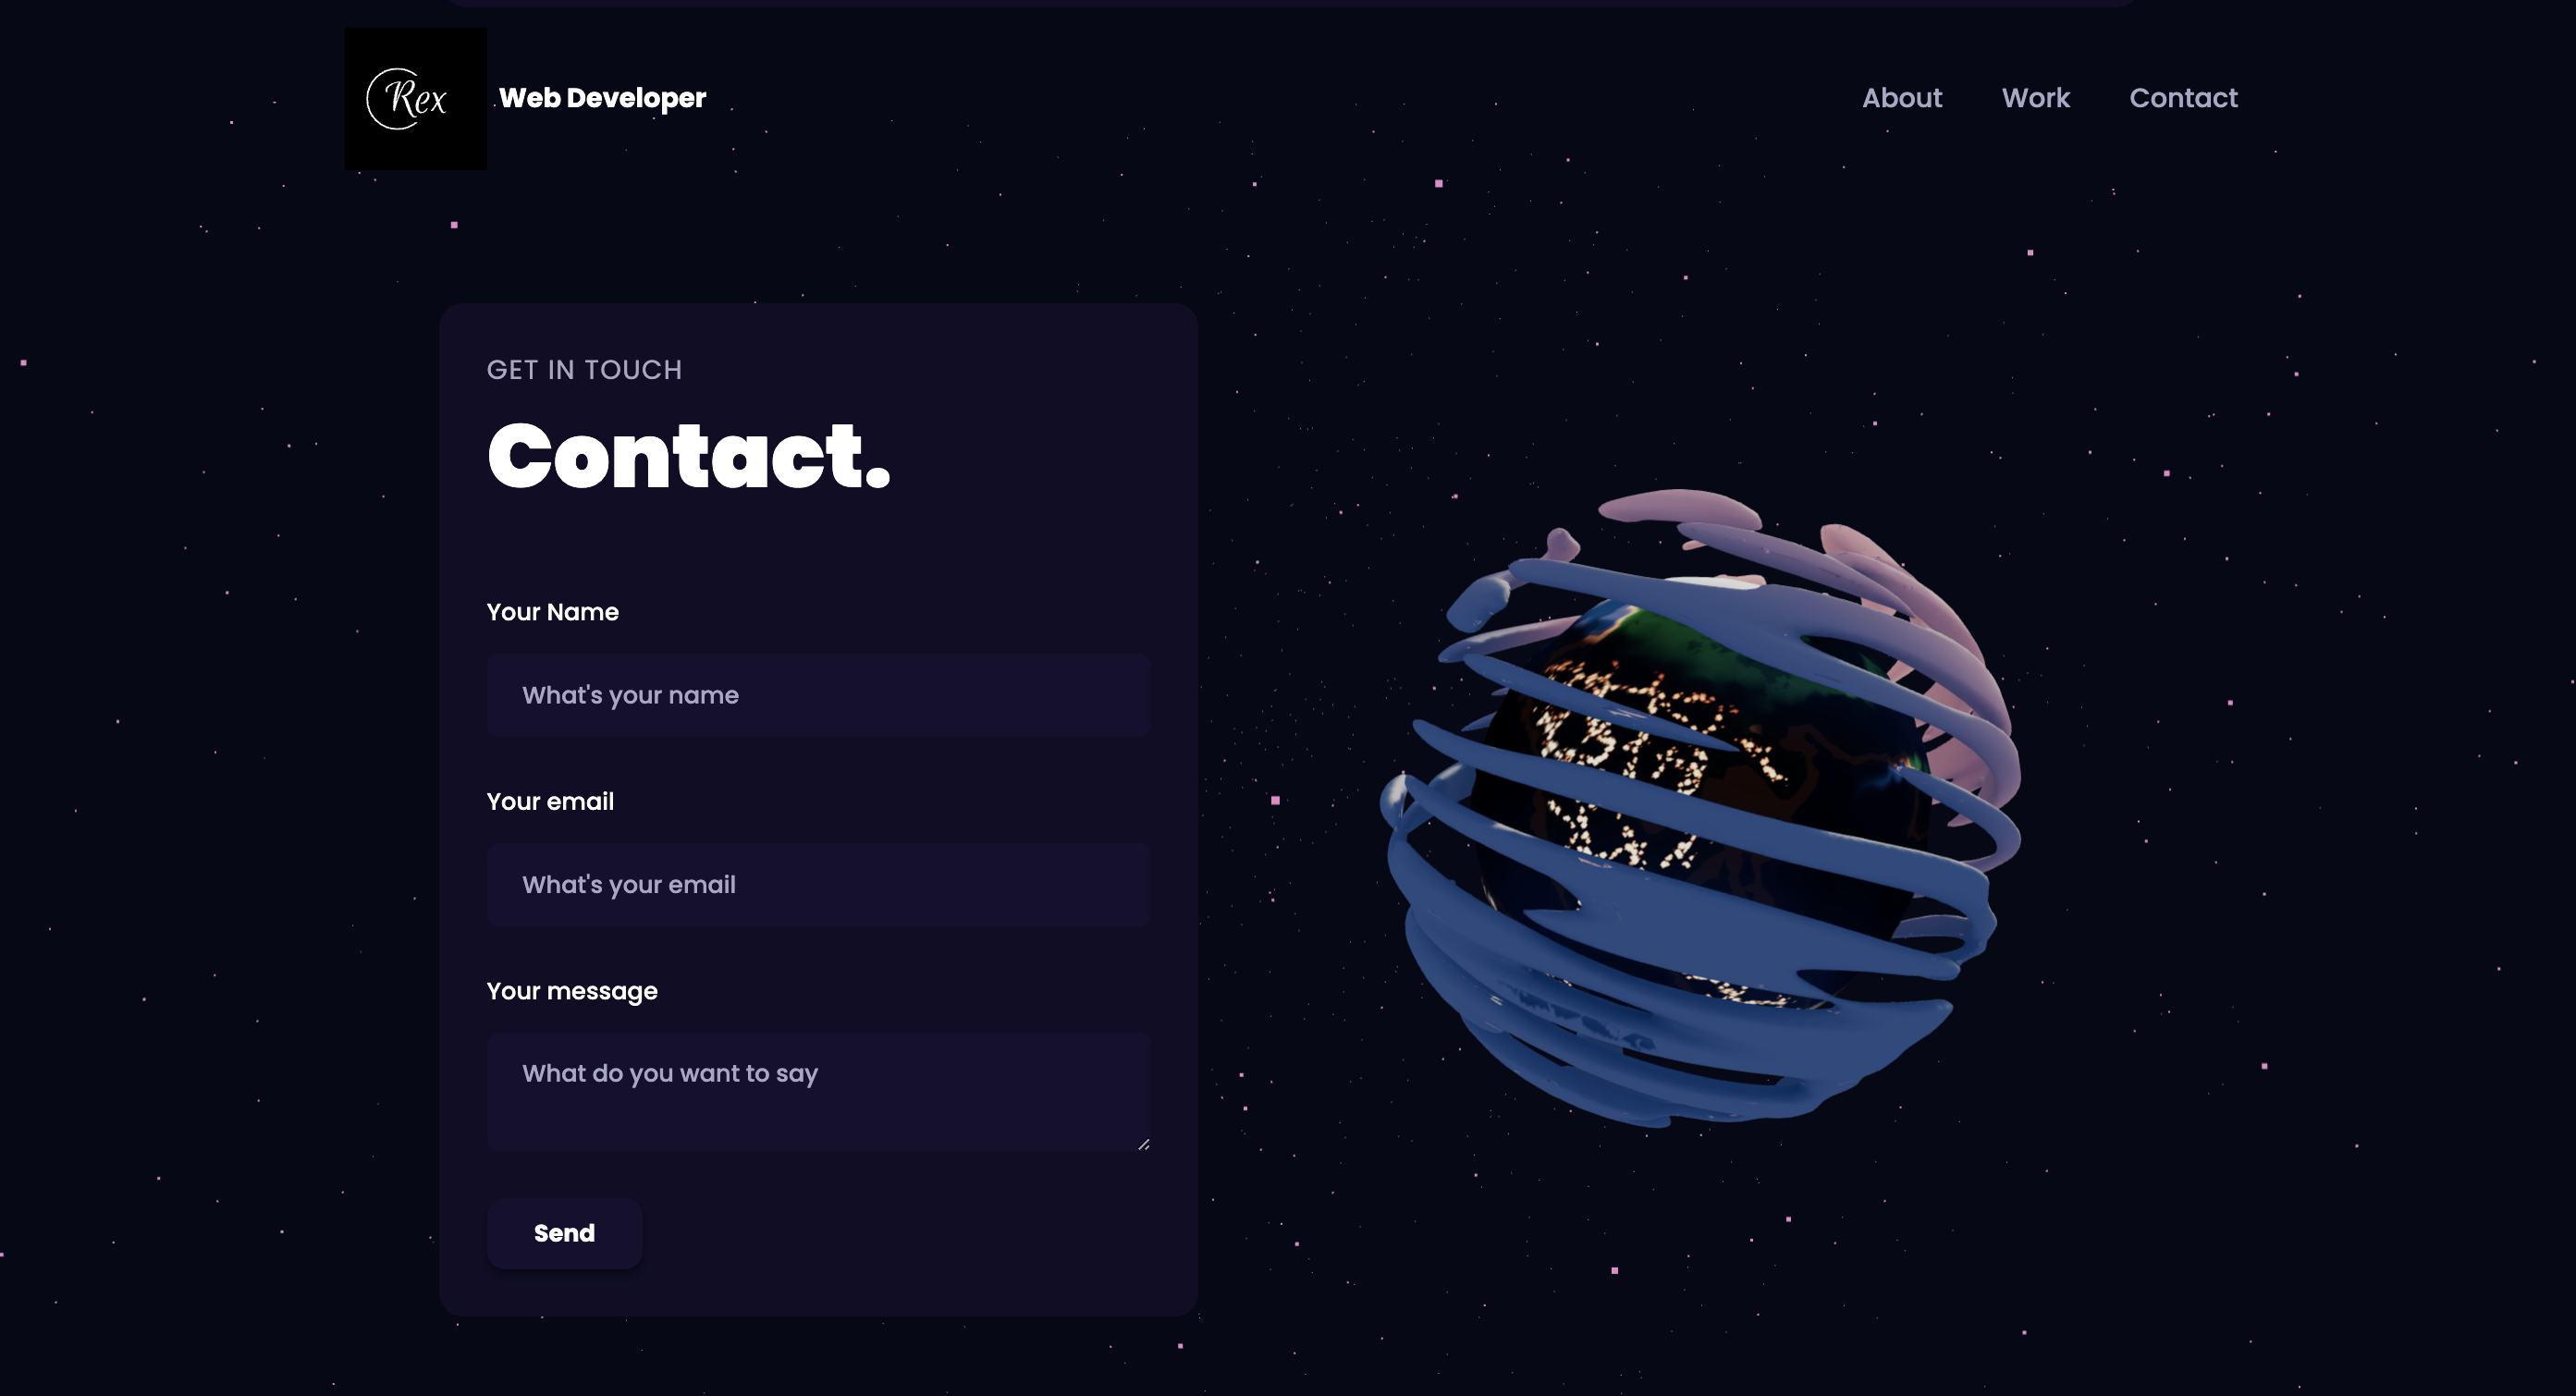 Rex
Web Developer
About
Work
Contact
GET IN TOUCH
Contact.
Your Name
What's your name
Your email
What's your email
Your message
What do you want to say
Send